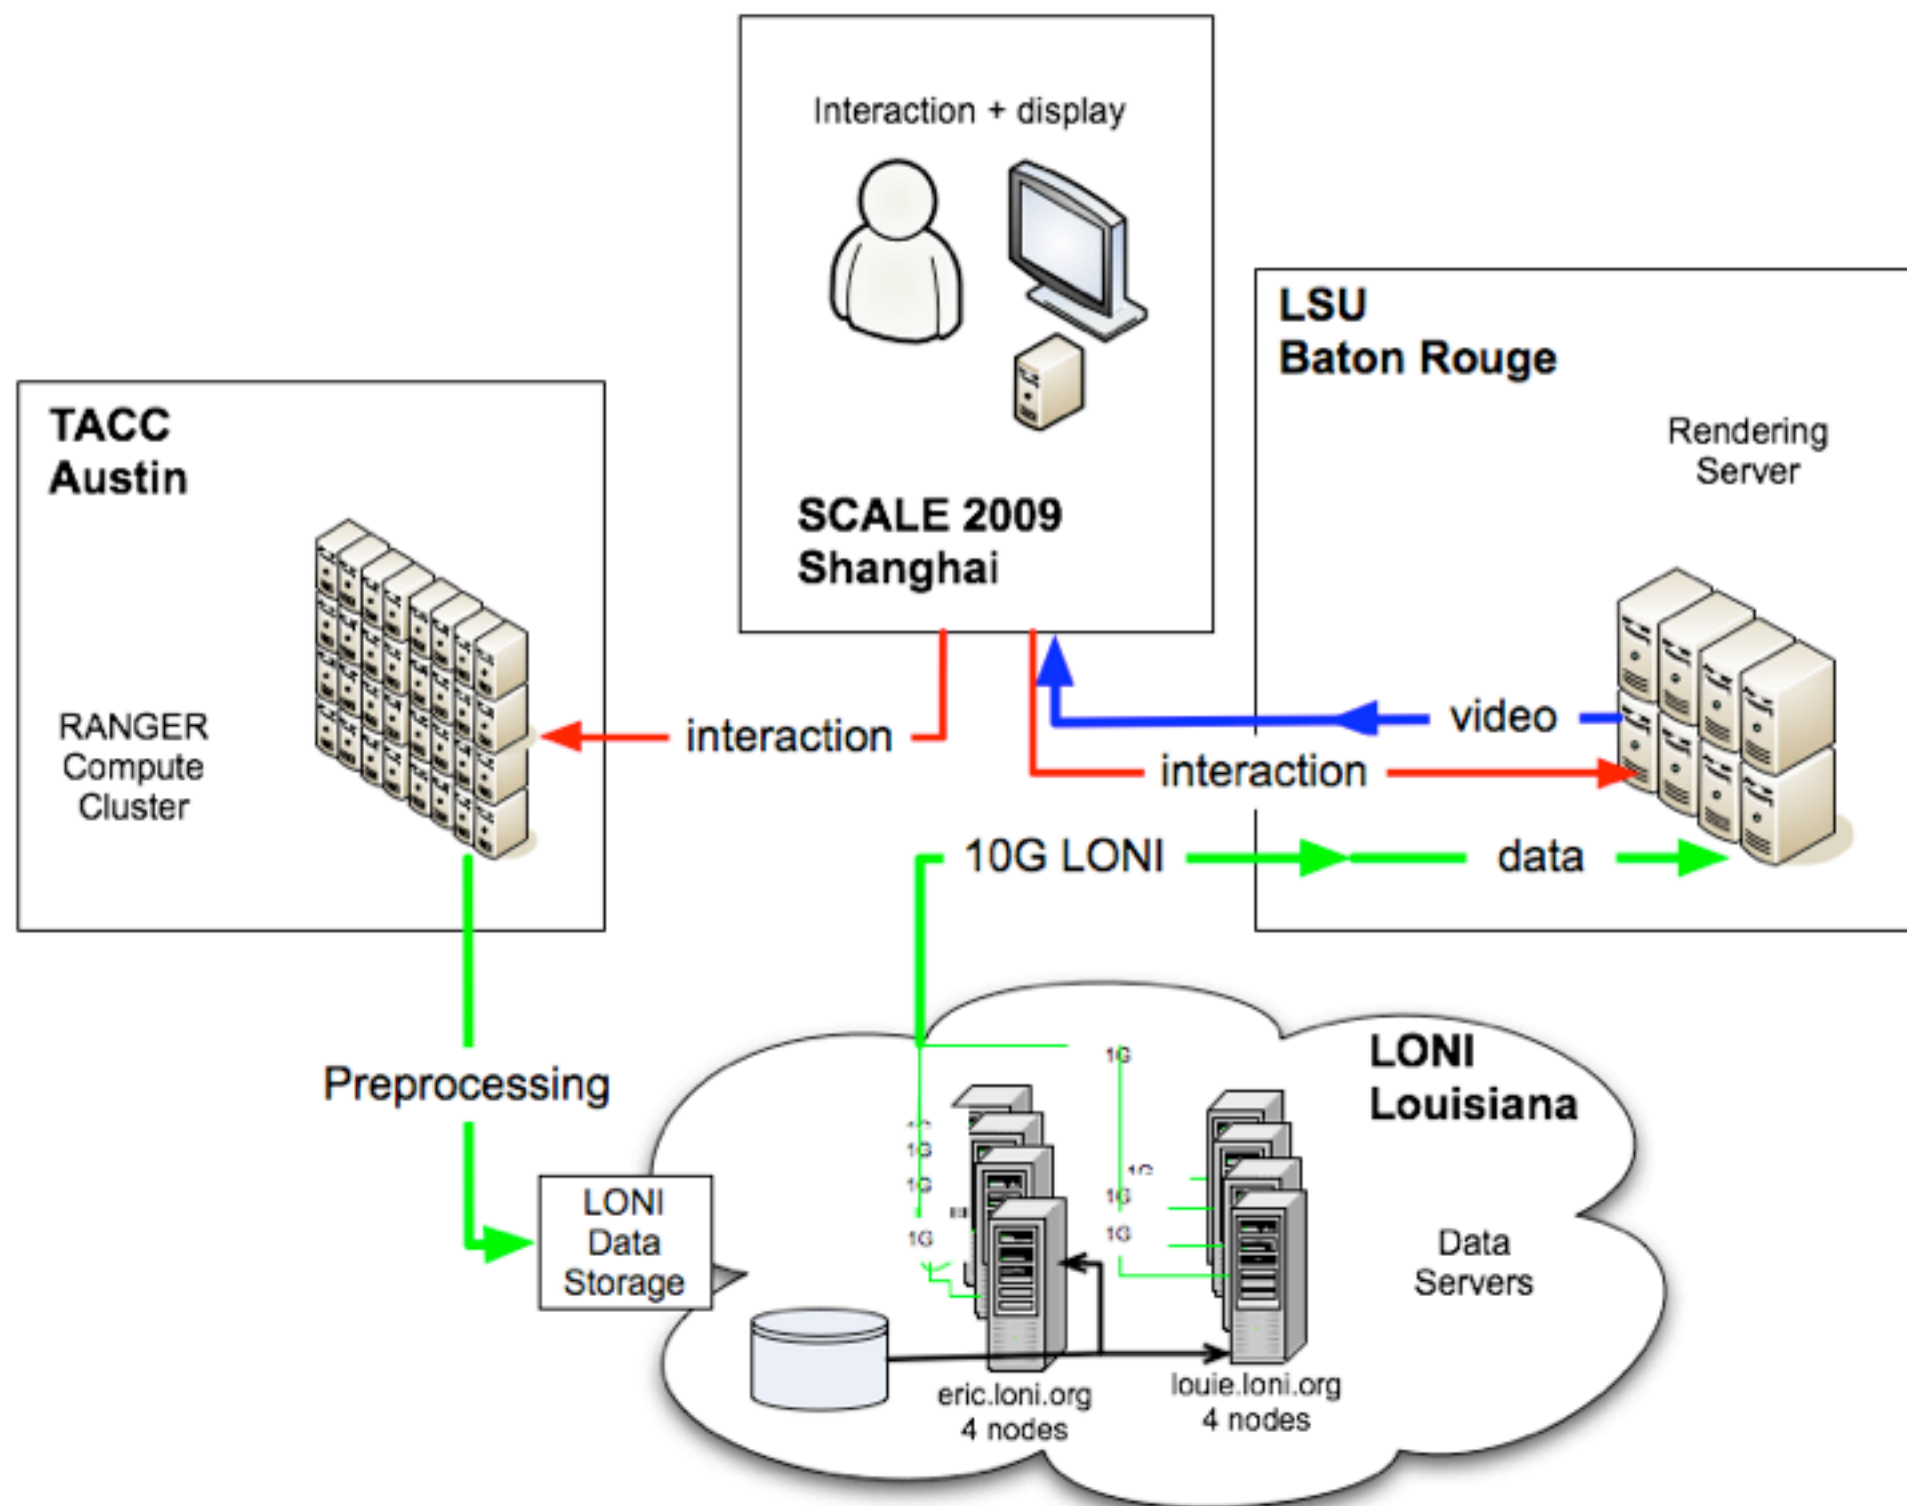 Interaction + display
SCALE 2009
Shanghai
LSU
Baton Rouge
Rendering
Server
TACC
Austin
RANGER
Compute
Cluster
interaction
video
interaction
10G LONI
data
Preprocessing
LONI
Data
Storage
LONI
Louisiana
1G
1G
1G
1G
1G
1G
Data
Servers
eric.loni.org
4 nodes
louie.loni.org
4 nodes